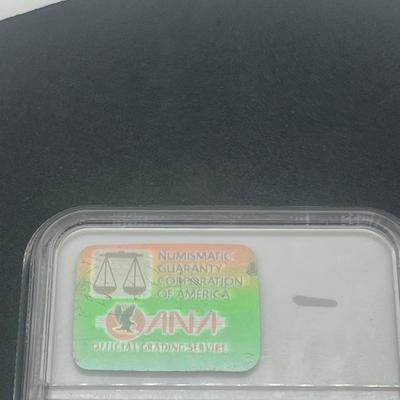 NUMISMATIC
GUARANTY
CORPORATION
OF AMERICA
ANA
OFFICIAL GRADING SERVICE